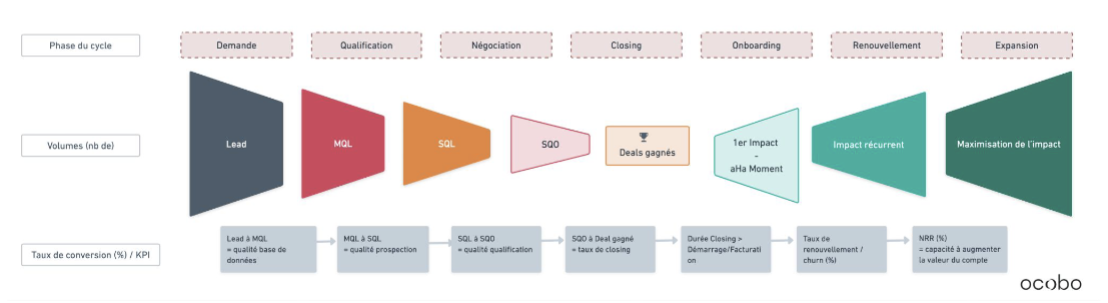 Phase du cycle
Demande
Qualification
Négociation
Closing
Onboarding
Renouvellement
Expansion
Volumes (nb de)
Lead
MQL
SQL
SQO
Deals gagnés
1er Impact
-
aHa Moment
Impact récurrent
Maximisation de l'impact
Taux de conversion (%) / KPI
Lead à MQL
= qualité base de
données
MQL à SQL
= qualité prospection
SQL à SQO
= qualité qualification
SQO à Deal gagné
= taux de closing
Durée Closing >
Démarrage/Facturati
on
Taux de
renouvellement /
churn (%)
NRR (%)
= capacité à augmenter
la valeur du compte
ocobo